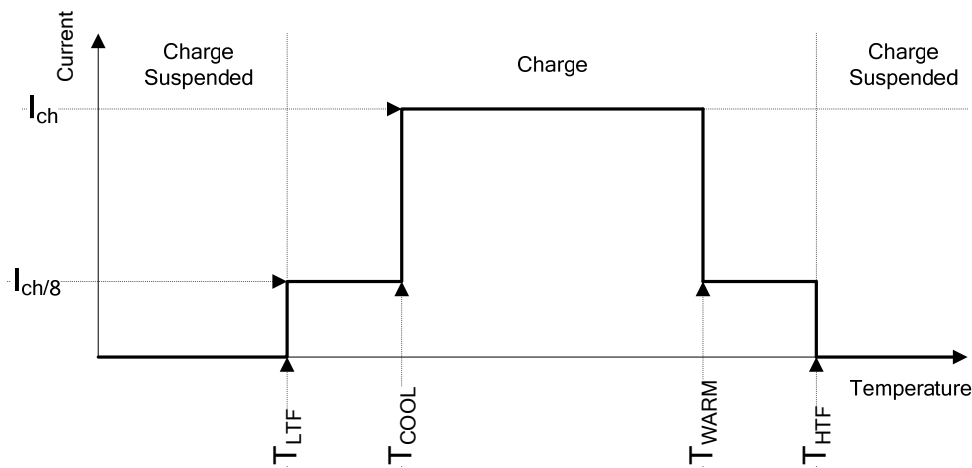 Current
Charge
Suspended
Charge
Charge
Suspended
Ich
Ich/8
Temperature
TLTF
TCOOL
TWARM
THTF